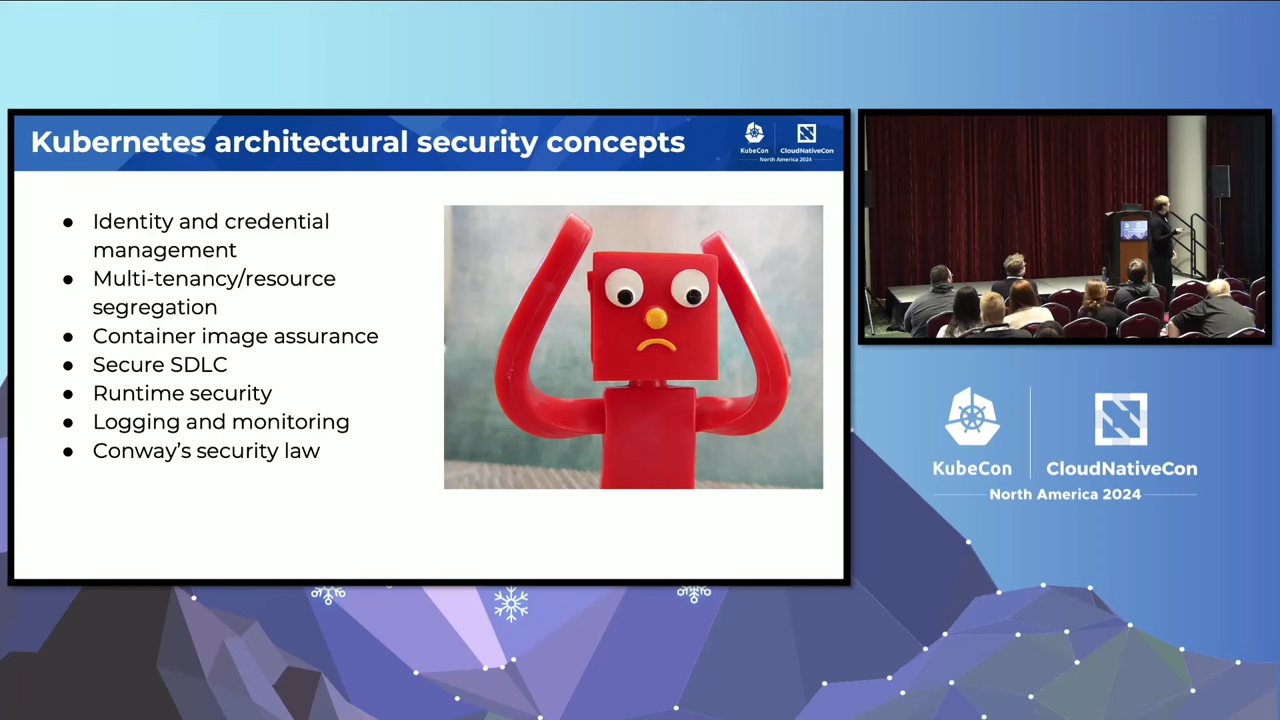 Kubernetes architectural security concepts
KubeCon
CloudNativeCon
North America 2024
● Identity and credential
management
● Multi-tenancy/resource
segregation
● Container image assurance
● Secure SDLC
● Runtime security
● Logging and monitoring
● Conway's security law
KubeCon
CloudNativeCon
North America 2024